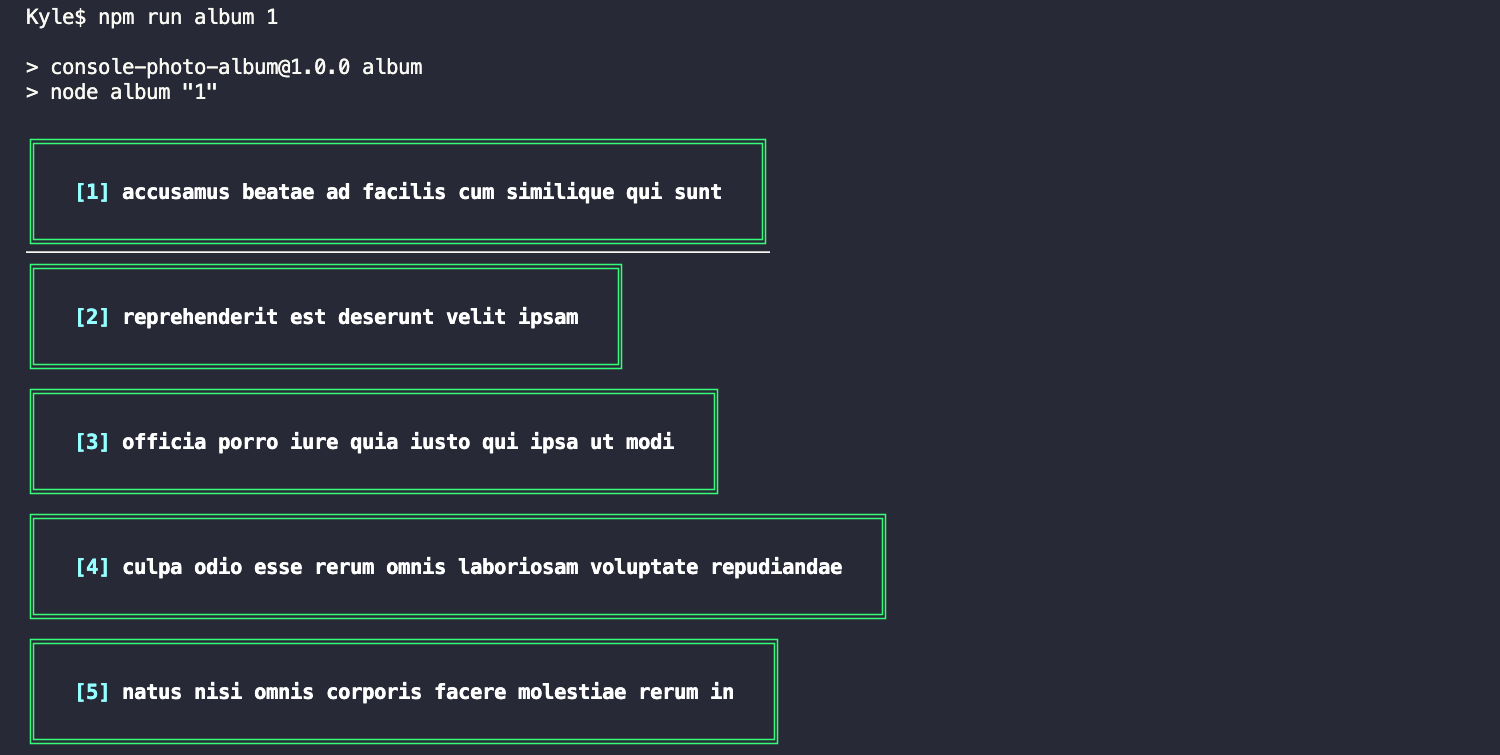 Kyle$ npm run album 1
> console-photo-album@1.0.0 album
> node album "1"
[1] accusamus beatae ad facilis cum similique qui sunt
[2] reprehenderit est deserunt velit ipsam
[3] officia porro iure quia iusto qui ipsa ut modi
[4] culpa odio esse rerum omnis laboriosam voluptate repudiandae
[5] natus nisi omnis corporis facere molestiae rerum in